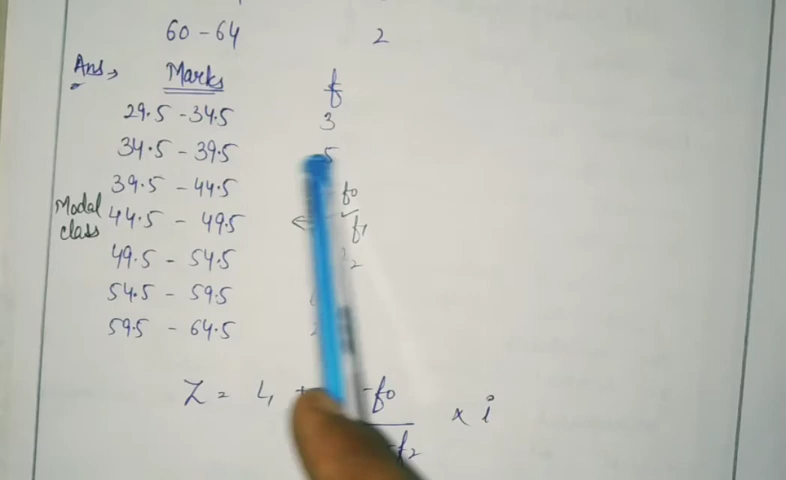 60 - 64 2
Ans, Marks f
29.5 - 34.5 3
34.5 - 39.5 5
39.5 - 44.5 f0
Modal class 44.5 - 49.5 ← f1
49.5 - 54.5
54.5 - 59.5
59.5 - 64.5
Z = L1 + -f0 × i
-f2